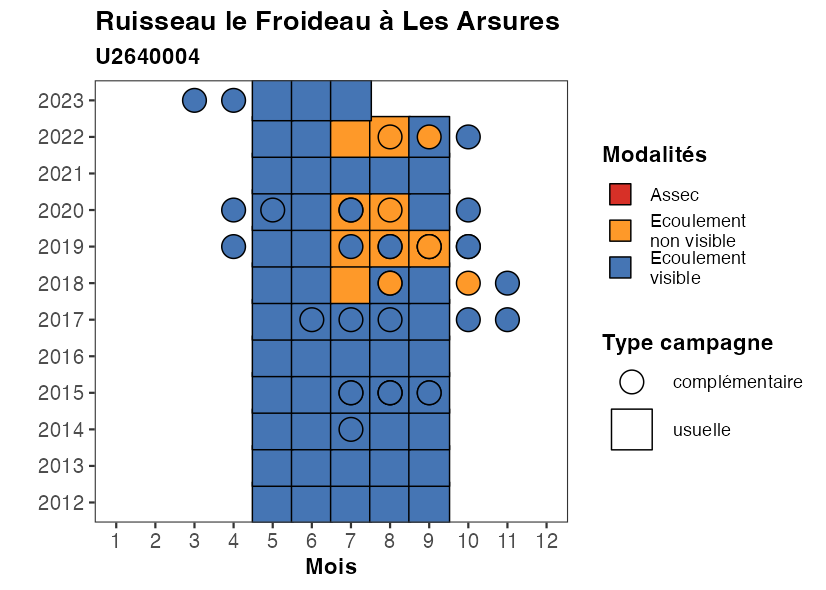 Ruisseau le Froideau à Les Arsures
U2640004
2023
2022
2021
2020
2019
2018
2017
2016
2015
2014
2013
2012
1 2 3 4 5 6 7 8 9 10 11 12
Mois
Modalités
Assec
Ecoulement
non visible
Ecoulement
visible
Type campagne
complémentaire
usuelle